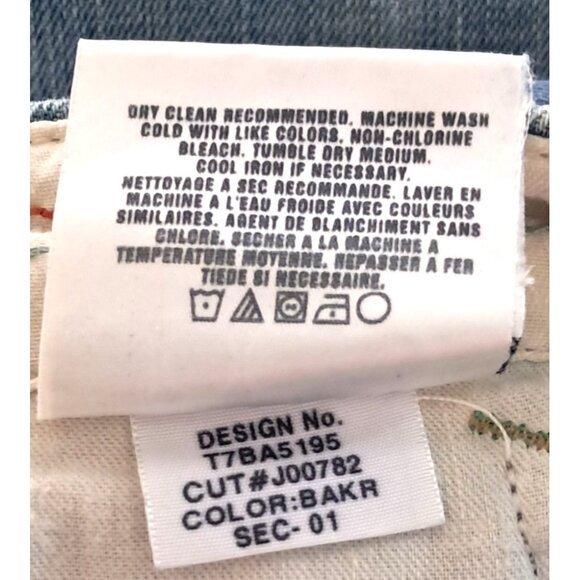 DRY CLEAN RECOMMENDED. MACHINE WASH
COLD WITH LIKE COLORS. NON-CHLORINE
BLEACH. TUMBLE DRY MEDIUM.
COOL IRON IF NECESSARY.
NETTOYAGE A SEC RECOMMANDE. LAVER EN
MACHINE A L'EAU FROIDE AVEC COULEURS
SIMILAIRES. AGENT DE BLANCHIMENT SANS
CHLORE. SECHER A LA MACHINE A
TEMPERATURE MOYENNE. REPASSER A FER
TIEDE SI NECESSAIRE.
DESIGN No.
T7BA5195
CUT#J00782
COLOR:BAKR
SEC- 01